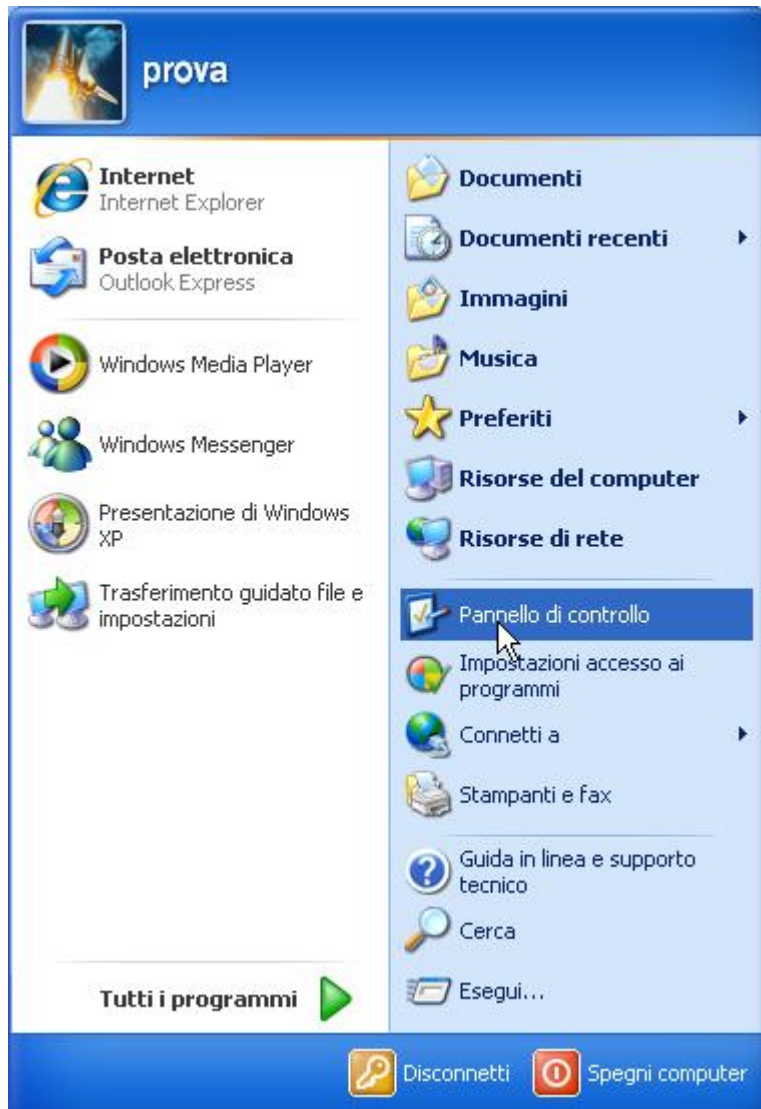 prova
Internet
Internet Explorer
Posta elettronica
Outlook Express
Windows Media Player
Windows Messenger
Presentazione di Windows
XP
Trasferimento guidato file e
impostazioni
Tutti i programmi
Documenti
Documenti recenti
Immagini
Musica
Preferiti
Risorse del computer
Risorse di rete
Pannello di controllo
Impostazioni accesso ai
programmi
Connetti a
Stampanti e fax
Guida in linea e supporto
tecnico
Cerca
Esegui...
Disconnetti
Spegni computer